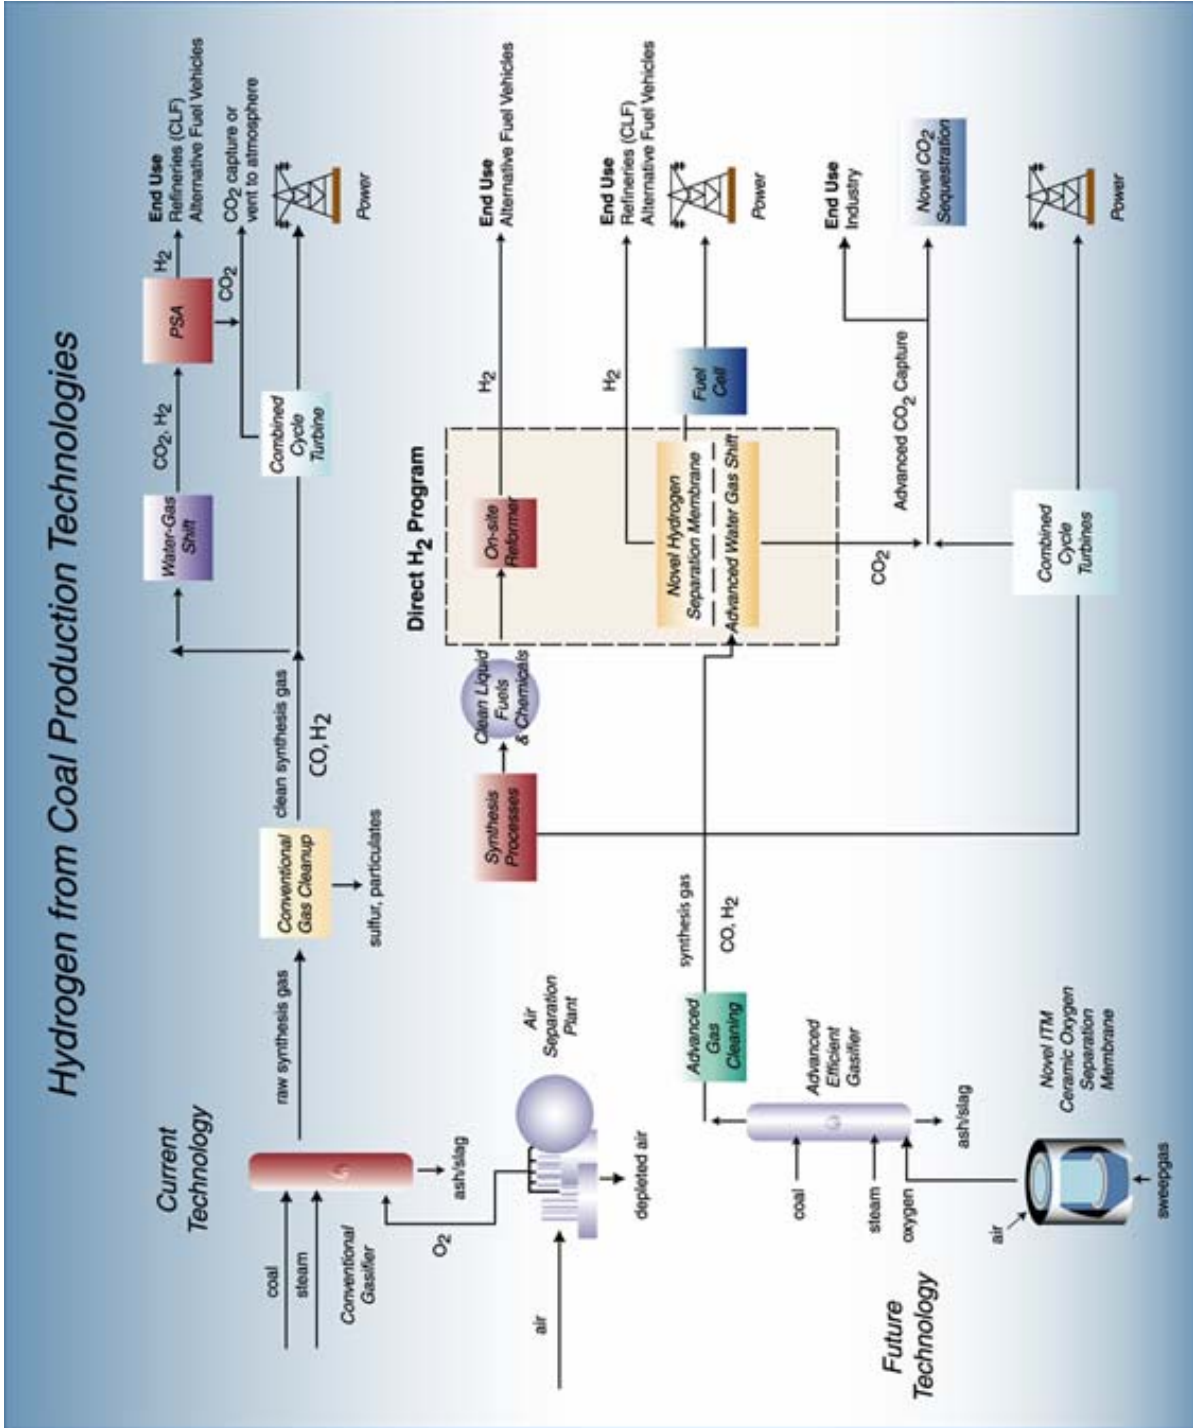 Hydrogen from Coal Production Technologies
Current
Technology
coal
steam
Conventional
Gasifier
ash/slag
O2
air
Air
Separation
Plant
depleted air
raw synthesis gas
Conventional
Gas Cleanup
sulfur, particulates
clean synthesis gas
CO, H2
Water-Gas
Shift
CO2, H2
PSA
H2
CO2
End Use
Refineries (CLF)
Alternative Fuel Vehicles
CO2 capture or
vent to atmosphere
Combined
Cycle
Turbine
Power
Direct H2 Program
Synthesis
Processes
Clean Liquid
Fuels
& Chemicals
On-site
Reformer
H2
End Use
Alternative Fuel Vehicles
Novel Hydrogen
Separation Membrane
Advanced Water Gas Shift
H2
End Use
Refineries (CLF)
Alternative Fuel Vehicles
Fuel
Cell
Power
CO2
Advanced CO2 Capture
End Use
Industry
Novel CO2
Sequestration
Combined
Cycle
Turbines
Power
Future
Technology
coal
steam
oxygen
Advanced
Efficient
Gasifier
ash/slag
Advanced
Gas
Cleaning
synthesis gas
CO, H2
air
sweepgas
Novel ITM
Ceramic Oxygen
Separation
Membrane